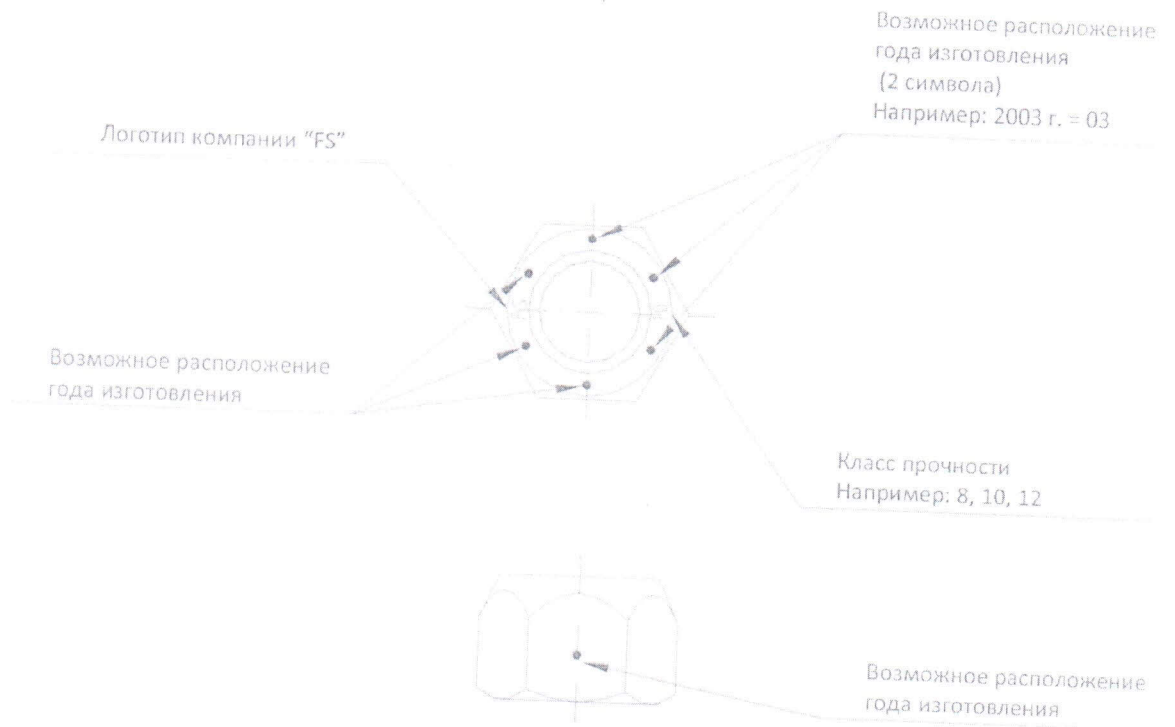 Возможное расположение
года изготовления
(2 символа)
Например: 2003 г. = 03
Логотип компании "FS"
Возможное расположение
года изготовления
Класс прочности
Например: 8, 10, 12
Возможное расположение
года изготовления